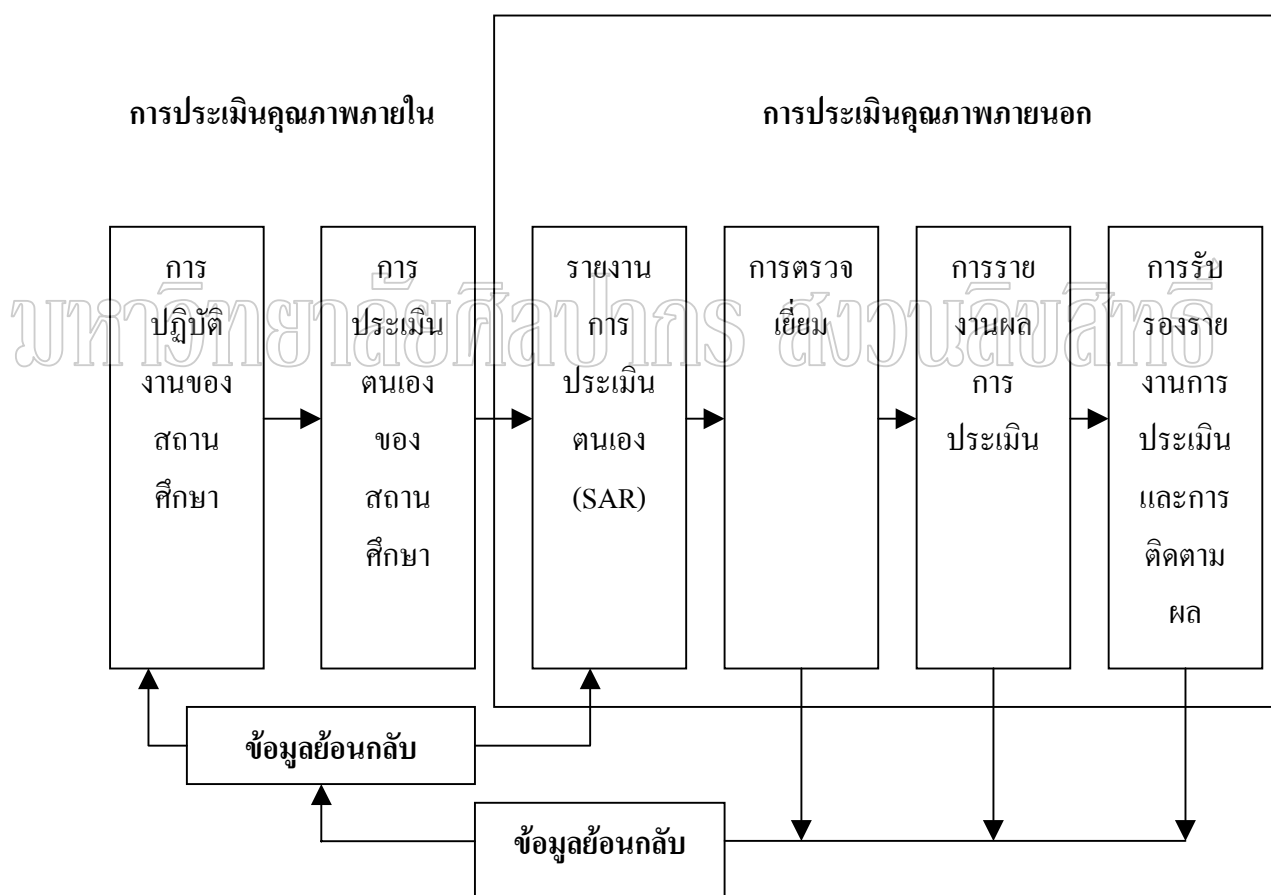 การประเมินคุณภาพภายใน
การประเมินคุณภาพภายนอก
การ
ปฏิบัติ
งานของ
สถาน
ศึกษา
การ
ประเมิน
ตนเอง
ของ
สถาน
ศึกษา
รายงาน
การ
ประเมิน
ตนเอง
(SAR)
การตรวจ
เยี่ยม
การราย
งานผล
การ
ประเมิน
การรับ
รองราย
งานการ
ประเมิน
และการ
ติดตาม
ผล
มหาวิทยาลัยศิลปากร สงวนลิขสิทธิ์
ข้อมูลย้อนกลับ
ข้อมูลย้อนกลับ